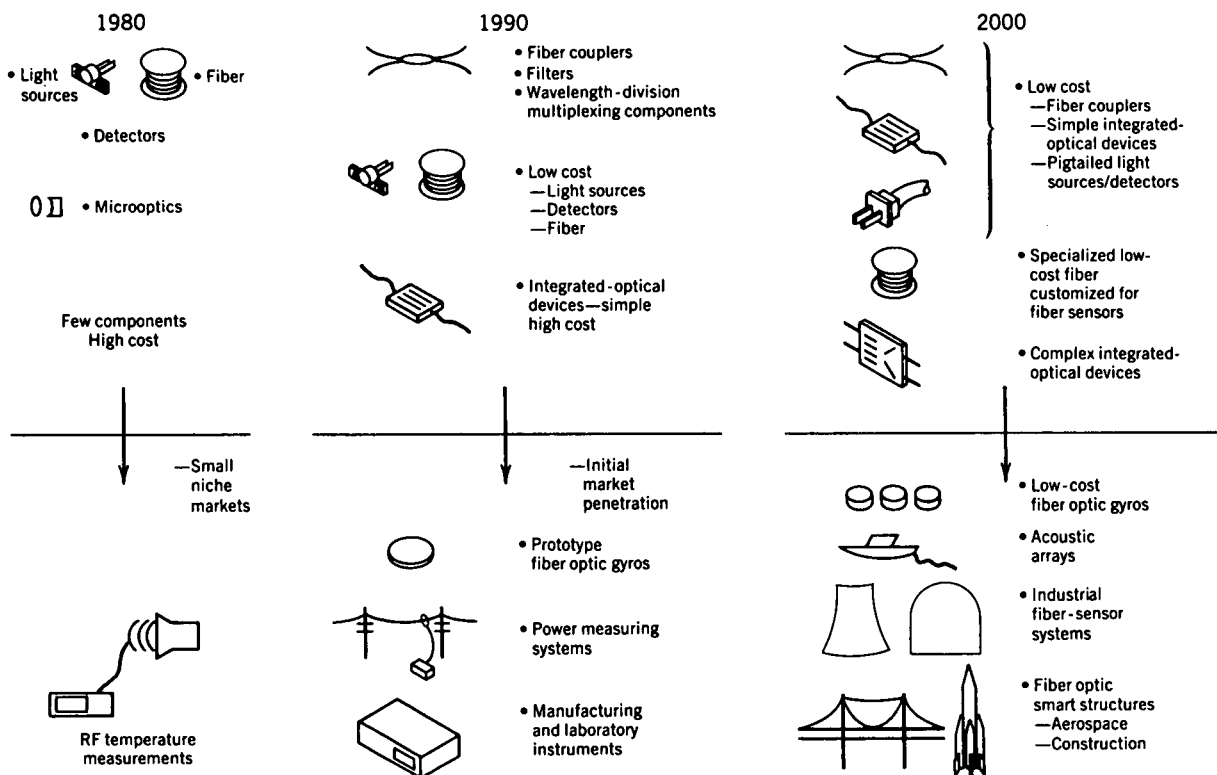 1980
• Light
sources
• Fiber
• Detectors
• Microoptics
Few components
High cost
—Small
niche
markets
RF temperature
measurements
1990
• Fiber couplers
• Filters
• Wavelength-division
multiplexing components
• Low cost
—Light sources
—Detectors
—Fiber
• Integrated-optical
devices—simple
high cost
—Initial
market
penetration
• Prototype
fiber optic gyros
• Power measuring
systems
• Manufacturing
and laboratory
instruments
2000
• Low cost
—Fiber couplers
—Simple integrated-
optical devices
—Pigtailed light
sources/detectors
• Specialized low-
cost fiber
customized for
fiber sensors
• Complex integrated-
optical devices
• Low-cost
fiber optic gyros
• Acoustic
arrays
• Industrial
fiber-sensor
systems
• Fiber optic
smart structures
—Aerospace
—Construction